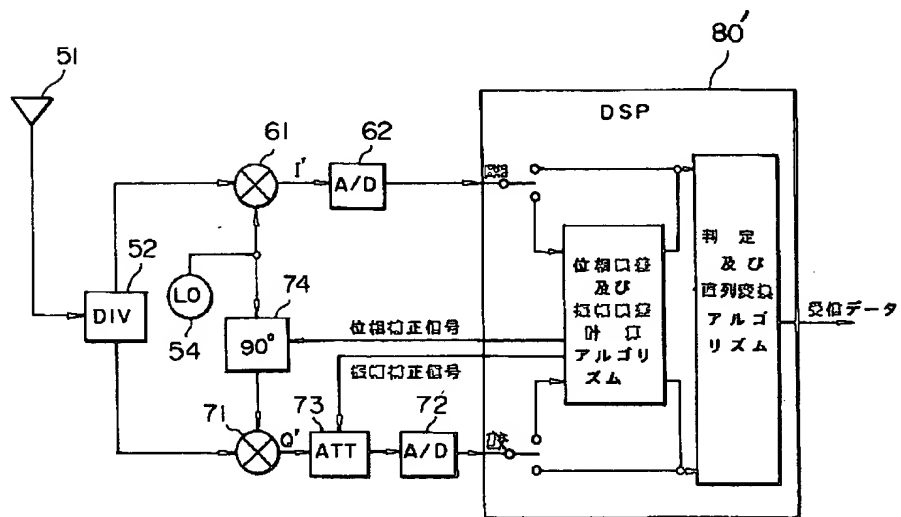 80'
51
DSP
61
62
I'
A/D
52
DIV
LO
54
74
90°
位相補正信号
振幅補正信号
71
Q'
73
ATT
72
A/D
位相誤差
及び
振幅誤差
計算
アルゴリ
ズム
判定
及び
直列変換
アルゴ
リズム
受信データ